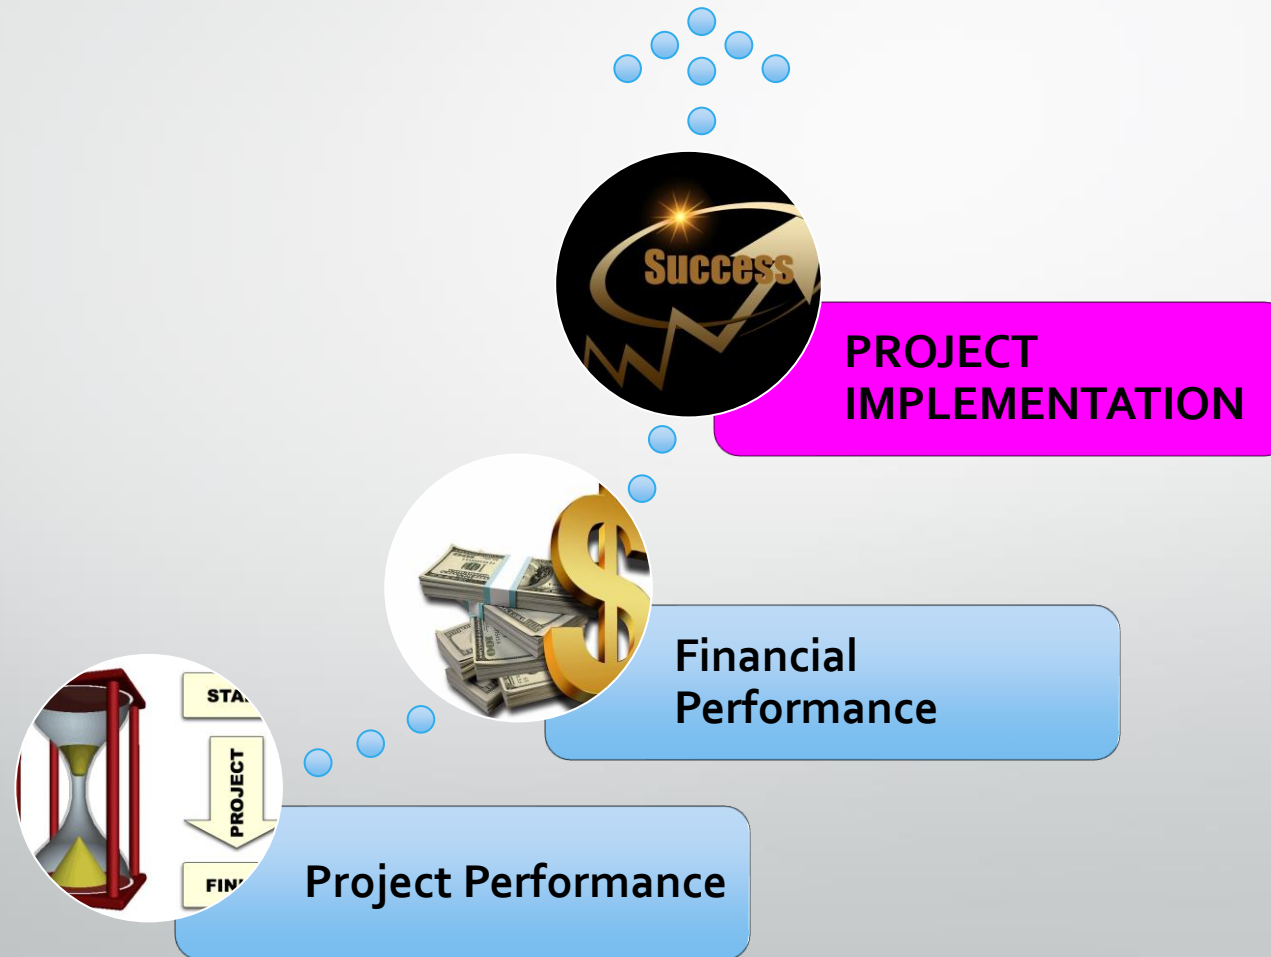 Success
PROJECT
IMPLEMENTATION
Financial
Performance
PROJECT
Project Performance